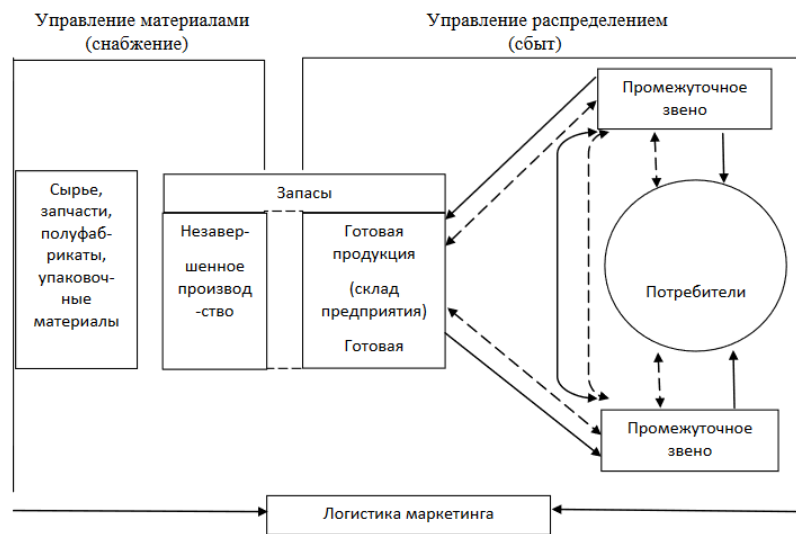 Управление материалами
(снабжение)
Управление распределением
(сбыт)
Промежуточное
звено
Сырье,
запчасти,
полуфаб-
рикаты,
упаковоч-
ные
материалы
Запасы
Незавер-
шенное
производ
-ство
Готовая
продукция
(склад
предприятия)
Готовая
Потребители
Промежуточное
звено
Логистика маркетинга